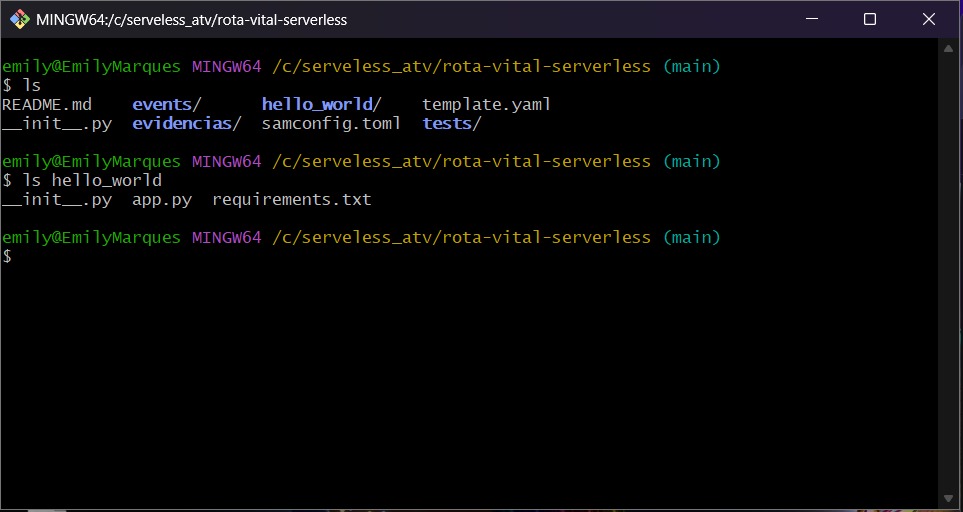 MINGW64:/c/serveless_atv/rota-vital-serverless
emily@EmilyMarques MINGW64 /c/serveless_atv/rota-vital-serverless (main)
$ ls
README.md    events/      hello_world/    template.yaml
__init__.py  evidencias/  samconfig.toml  tests/
emily@EmilyMarques MINGW64 /c/serveless_atv/rota-vital-serverless (main)
$ ls hello_world
__init__.py  app.py  requirements.txt
emily@EmilyMarques MINGW64 /c/serveless_atv/rota-vital-serverless (main)
$